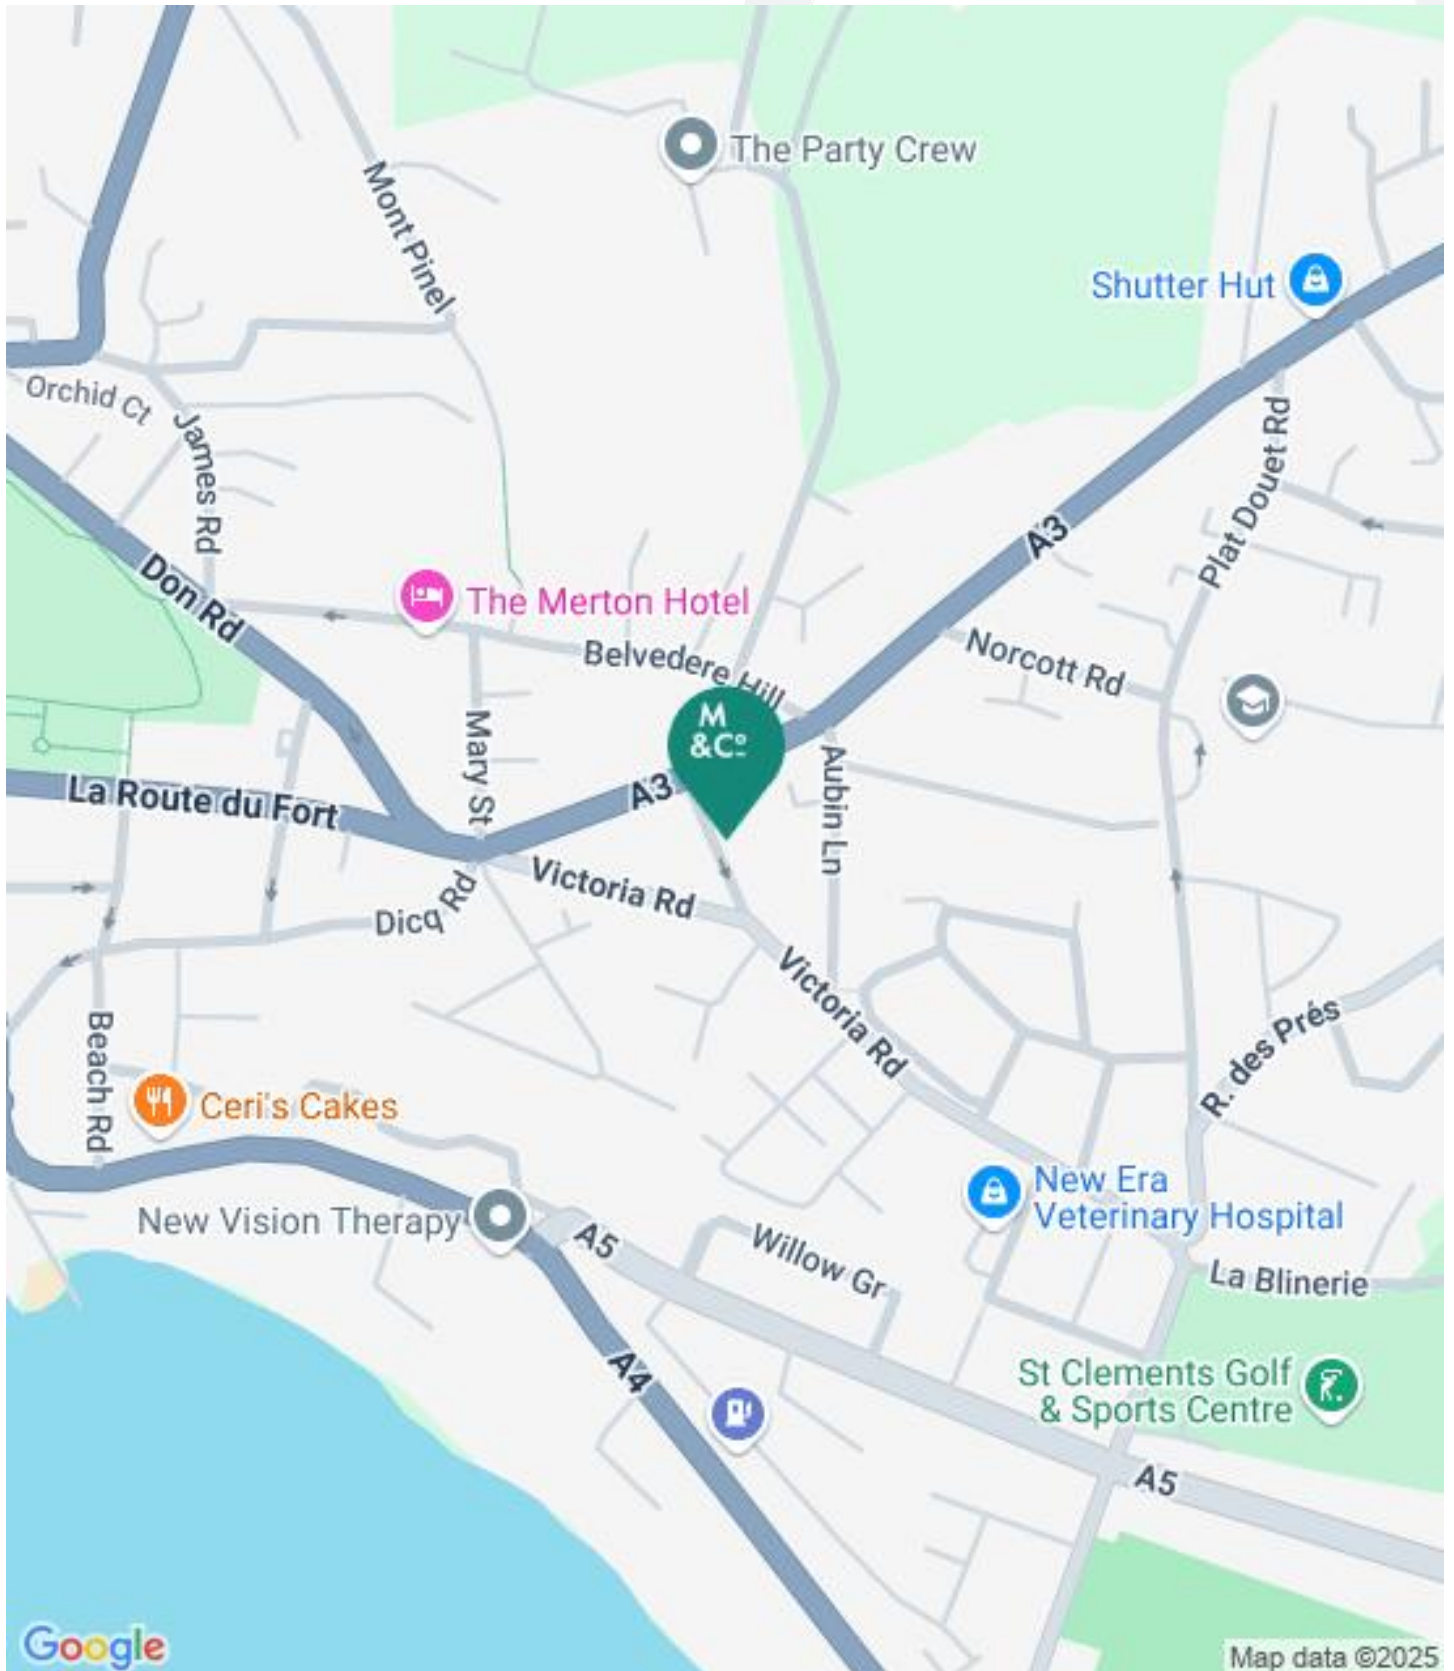 The Party Crew
Mont Pinel
Shutter Hut
Orchid Ct
James Rd
Plat Douet Rd
A3
Don Rd
The Merton Hotel
Belvedere Hill
Norcott Rd
M
&Cº
Mary St
A3
Aubin Ln
La Route du Fort
Victoria Rd
Dicq Rd
Victoria Rd
Beach Rd
R. des Prés
Ceri's Cakes
New Era
Veterinary Hospital
New Vision Therapy
A5
Willow Gr
La Blinerie
A4
St Clements Golf
& Sports Centre
A5
Google
Map data ©2025